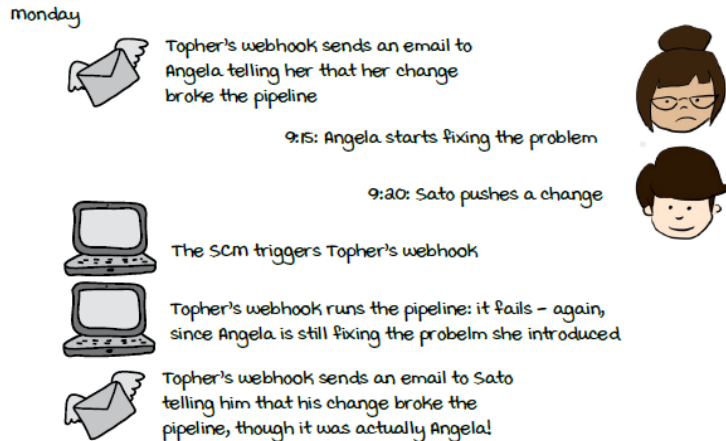 monday
Topher's webhook sends an email to
Angela telling her that her change
broke the pipeline
9:15: Angela starts fixing the problem
9:20: Sato pushes a change
The SCM triggers Topher's webhook
Topher's webhook runs the pipeline: it fails – again,
since Angela is still fixing the probelm she introduced
Topher's webhook sends an email to Sato
telling him that his change broke the
pipeline, though it was actually Angela!